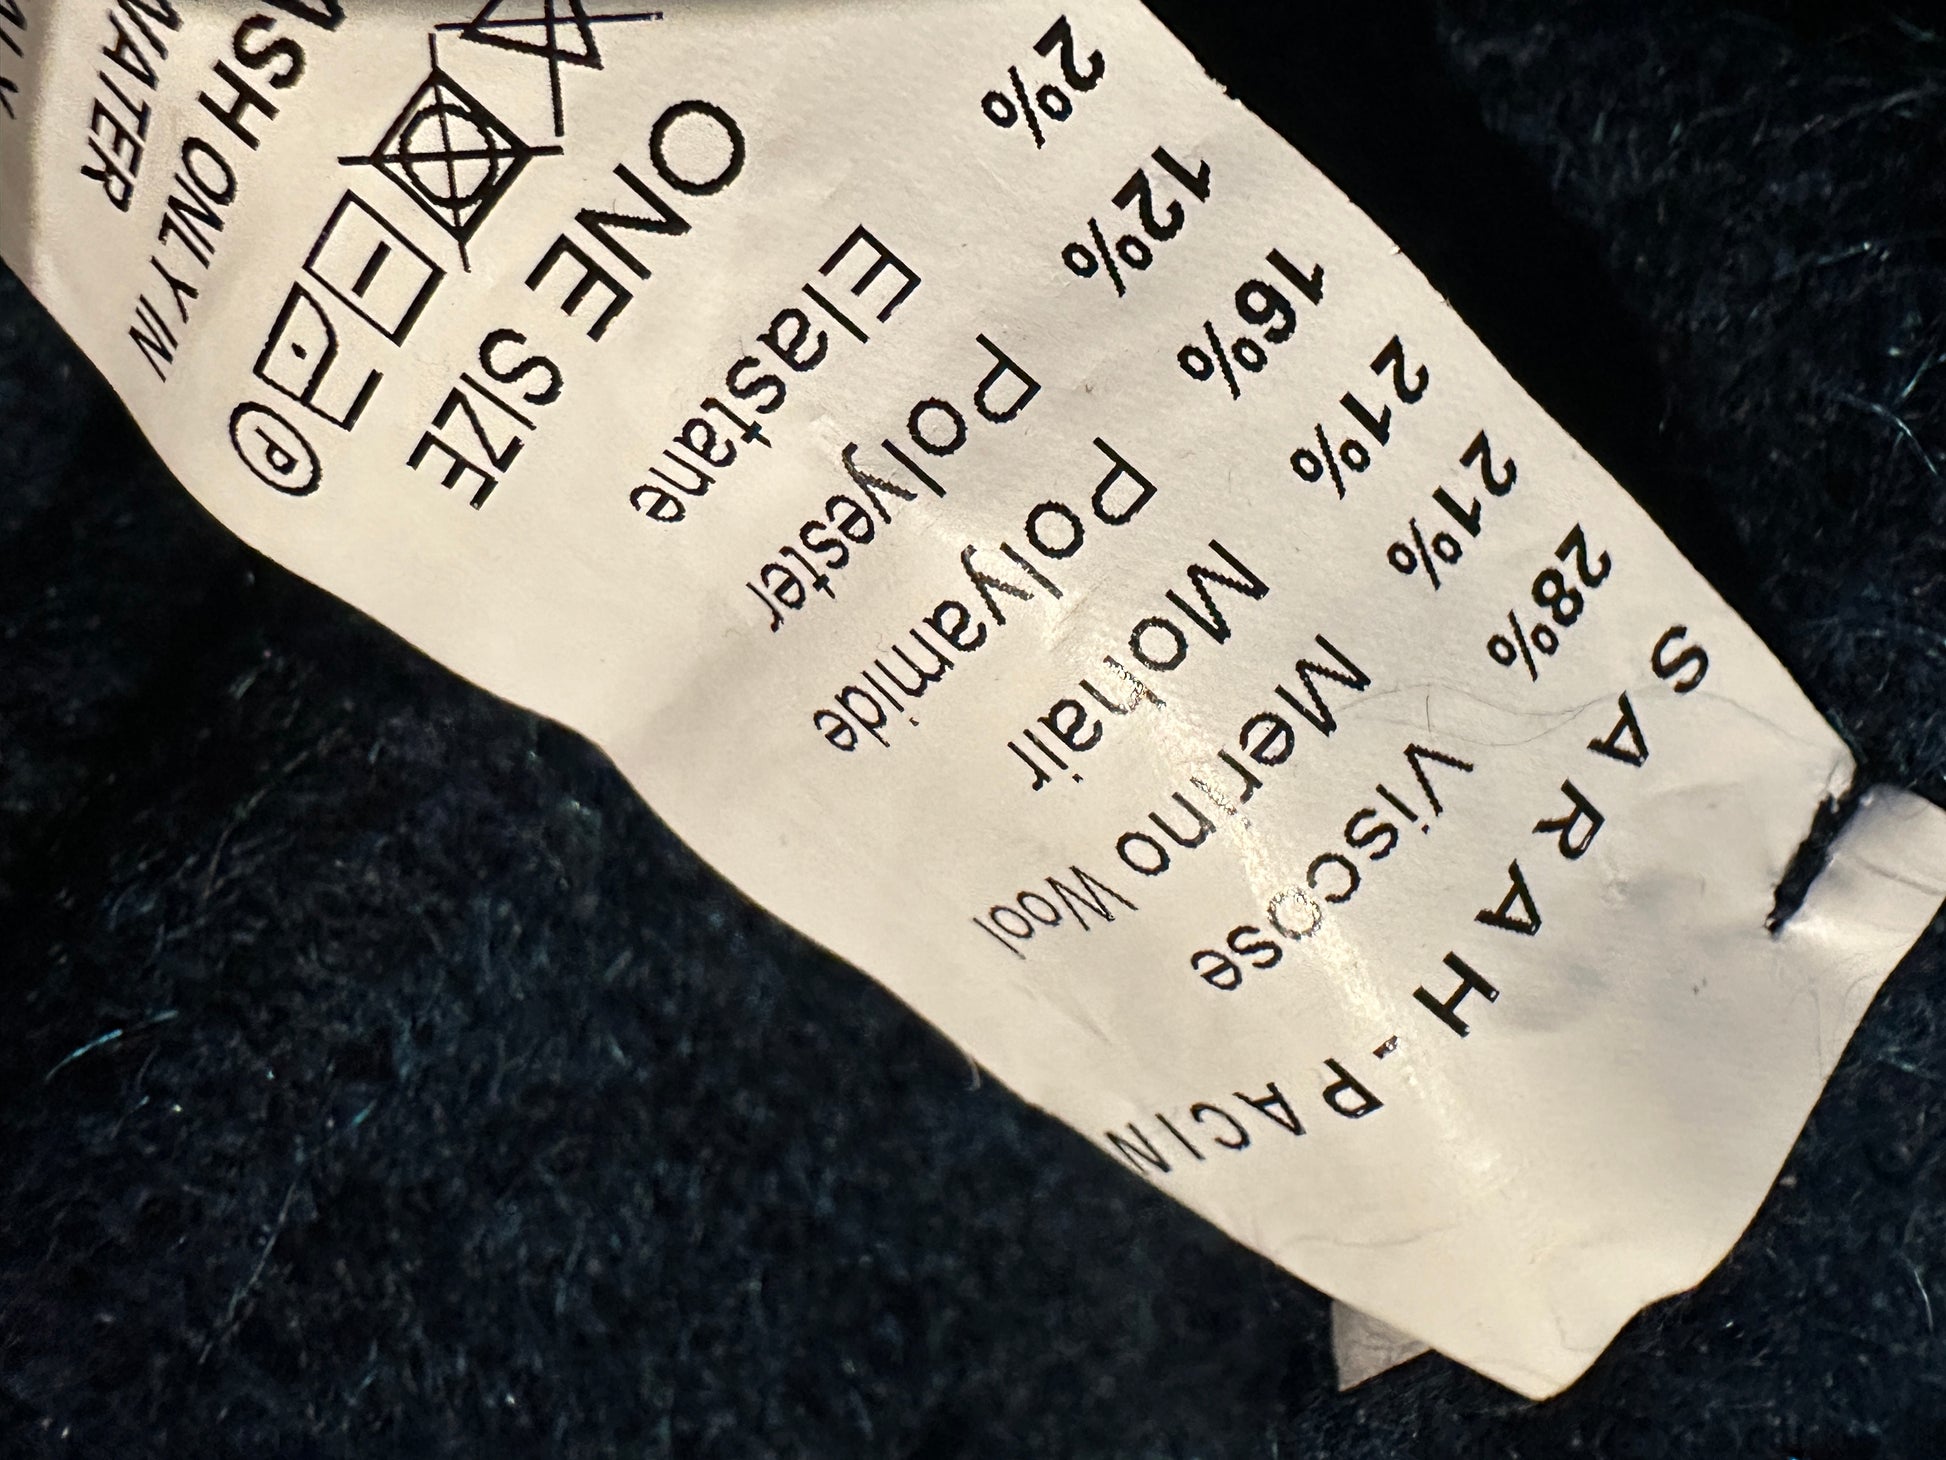 SARAH-PACIN
28% Viscose
21% Merino Wool
21% Mohair
16% Polyamide
12% Polyester
2% Elastane
ONE SIZE
P
ONLY IN
WATER